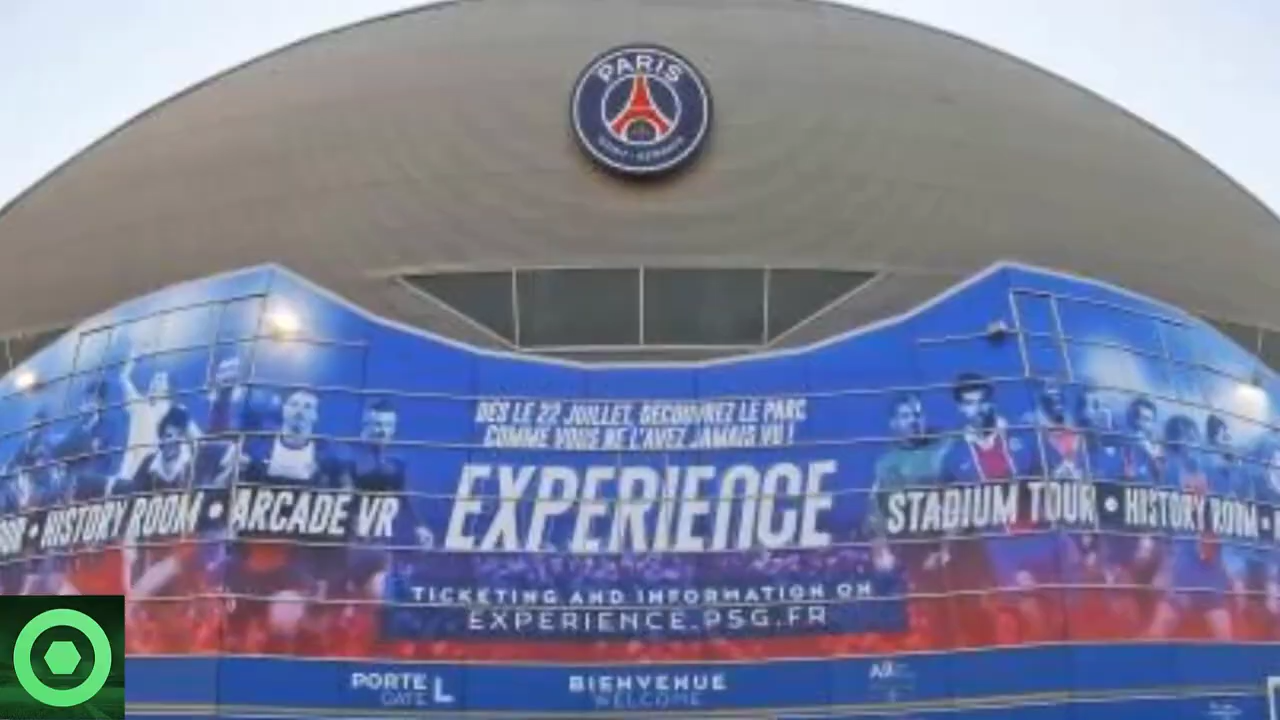 PARIS
DÈS LE 22 JUILLET, DÉCOUVREZ LE PARC
COMME VOUS NE L'AVEZ JAMAIS VU !
EXPERIENCE
HISTORY ROOM • ARCADE VR
STADIUM TOUR • HISTORY ROOM •
TICKETING AND INFORMATION ON
EXPERIENCE.PSG.FR
PORTE L
GATE
BIENVENUE
WELCOME